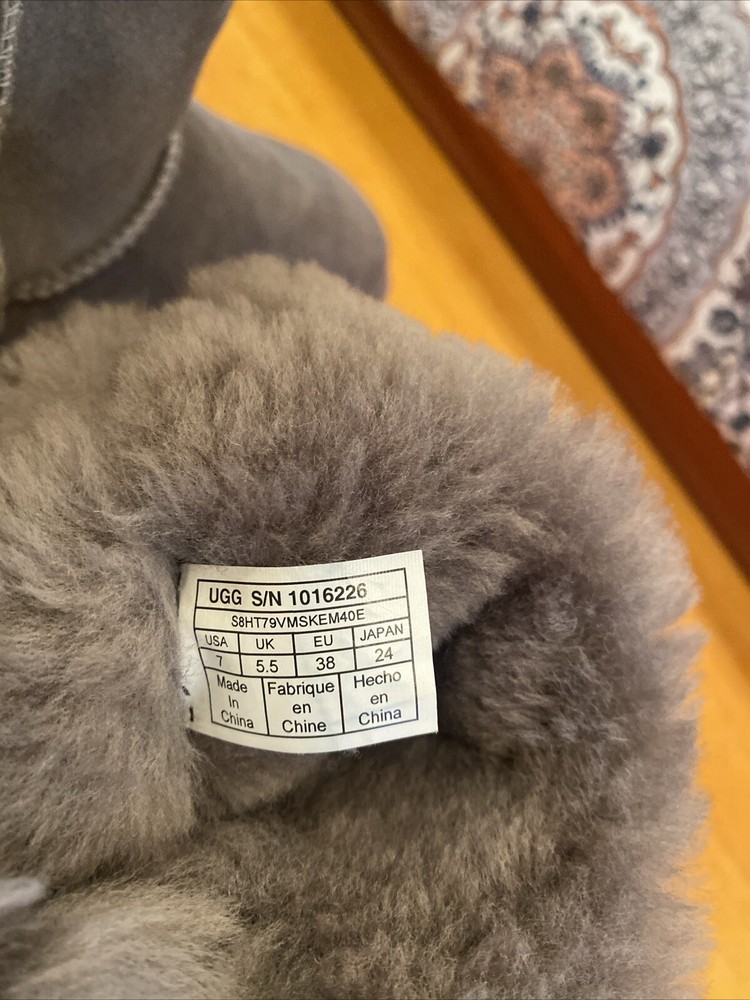 UGG S/N 1016226
S8HT79VMSKEM40E
USA UK EU JAPAN
7 5.5 38 24
Made In China
Fabrique en Chine
Hecho en China